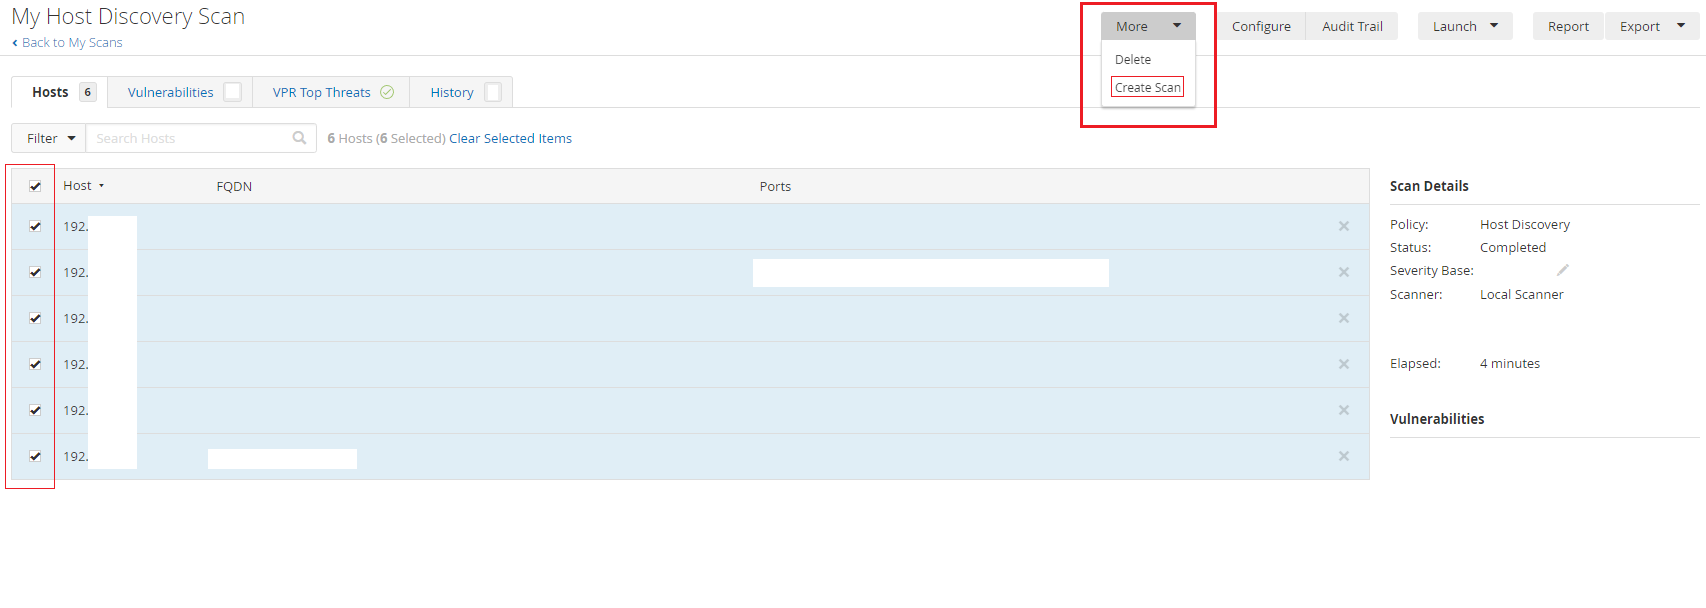 My Host Discovery Scan
Back to My Scans
More Configure Audit Trail Launch Report Export
Delete
Create Scan
Hosts 6 Vulnerabilities VPR Top Threats History
Filter Search Hosts 6 Hosts (6 Selected) Clear Selected Items
Host FQDN Ports
192.
192.
192.
192.
192.
192.
Scan Details
Policy: Host Discovery
Status: Completed
Severity Base:
Scanner: Local Scanner
Elapsed: 4 minutes
Vulnerabilities